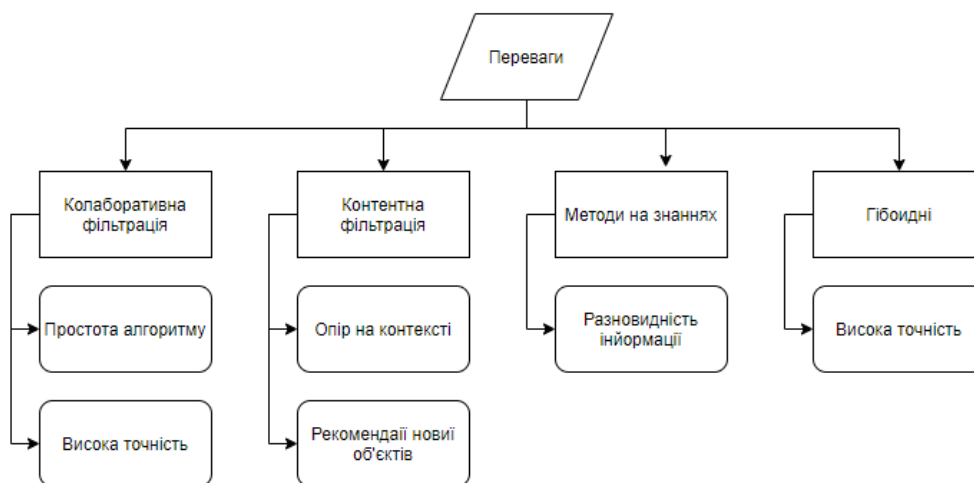 Переваги
Колаборативна
фільтрація
Контентна
фільтрація
Методи на знаннях
Гібоидні
Простота алгоритму
Опір на контексті
Разновидність
інйормації
Висока точність
Висока точність
Рекомендаії новиї
об'єктів